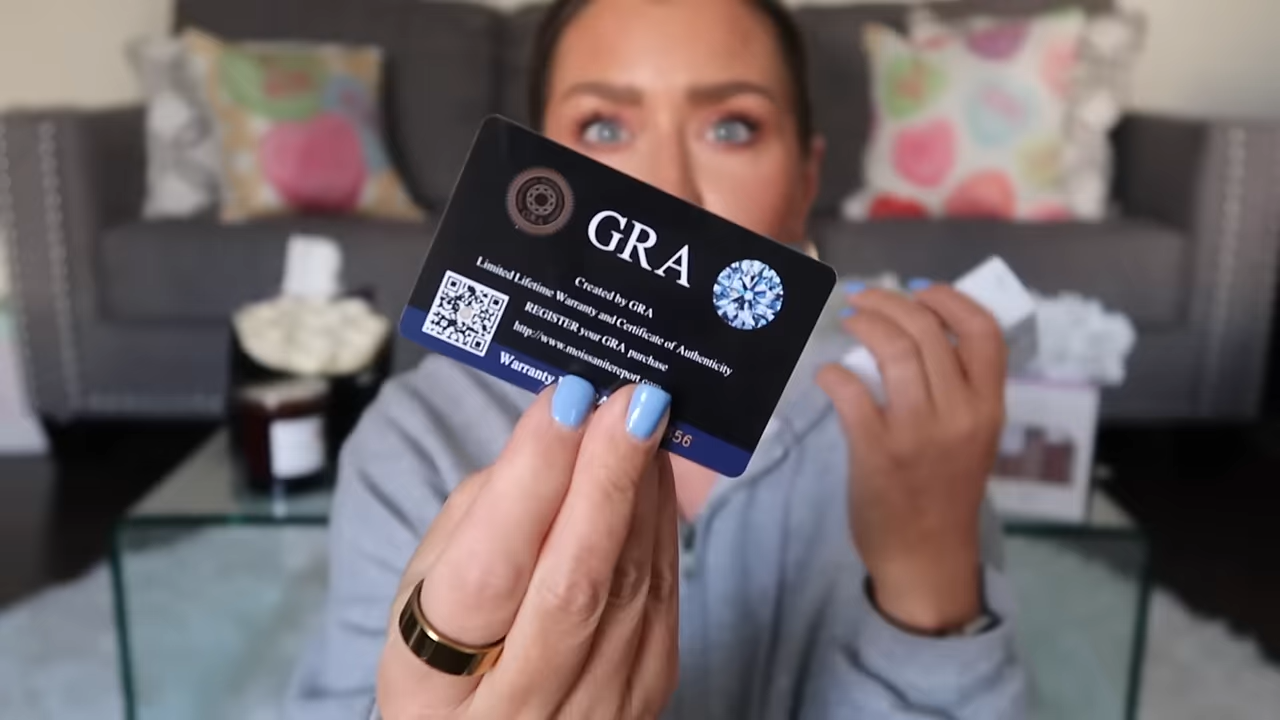 GRA
GRA
Created by GRA
Limited Lifetime Warranty and Certificate of Authenticity
REGISTER your GRA purchase
http://www.moissanitereport.com
Warranty
56